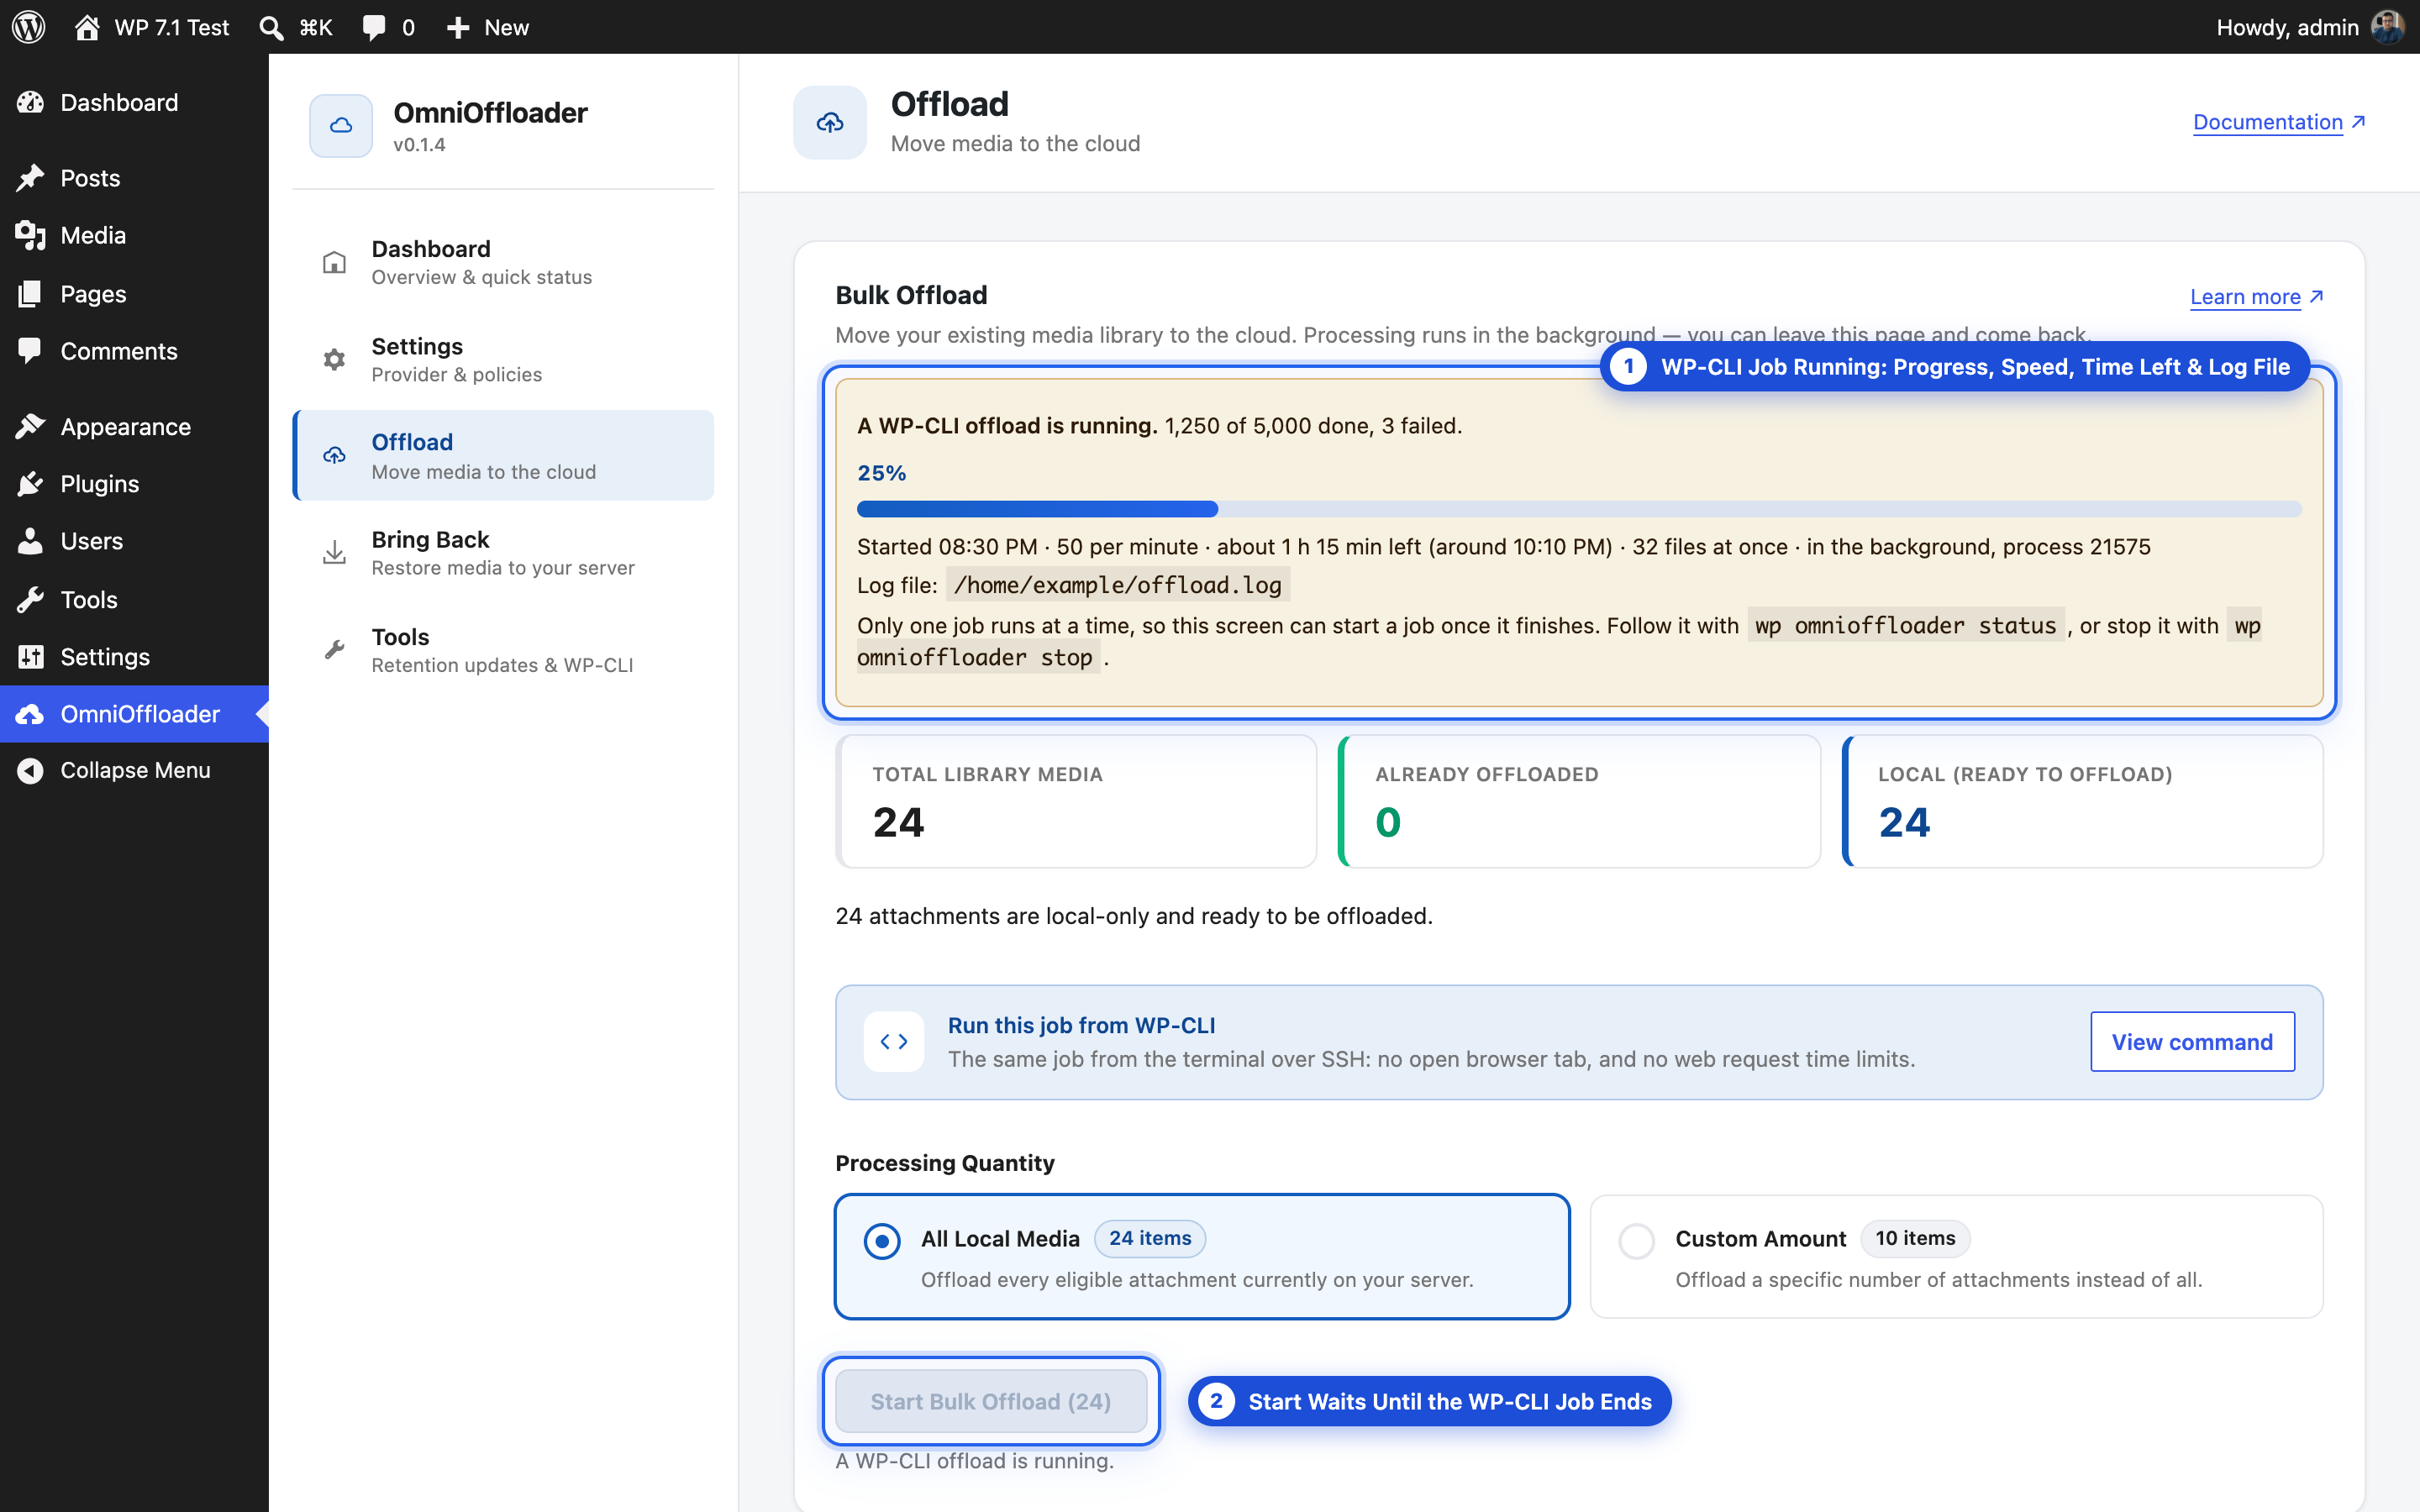 WP 7.1 Test
⌘K
0
New
Howdy, admin
Dashboard
Posts
Media
Pages
Comments
Appearance
Plugins
Users
Tools
Settings
OmniOffloader
Collapse Menu
OmniOffloader
v0.1.4
Dashboard
Overview & quick status
Settings
Provider & policies
Offload
Move media to the cloud
Bring Back
Restore media to your server
Tools
Retention updates & WP-CLI
Offload
Move media to the cloud
Documentation ↗
Bulk Offload
Learn more ↗
Move your existing media library to the cloud. Processing runs in the background — you can leave this page and come back.
1 WP-CLI Job Running: Progress, Speed, Time Left & Log File
A WP-CLI offload is running. 1,250 of 5,000 done, 3 failed.
25%
Started 08:30 PM · 50 per minute · about 1 h 15 min left (around 10:10 PM) · 32 files at once · in the background, process 21575
Log file: /home/example/offload.log
Only one job runs at a time, so this screen can start a job once it finishes. Follow it with wp omnioffloader status , or stop it with wp
omnioffloader stop .
TOTAL LIBRARY MEDIA
24
ALREADY OFFLOADED
0
LOCAL (READY TO OFFLOAD)
24
24 attachments are local-only and ready to be offloaded.
Run this job from WP-CLI
The same job from the terminal over SSH: no open browser tab, and no web request time limits.
View command
Processing Quantity
All Local Media 24 items
Offload every eligible attachment currently on your server.
Custom Amount 10 items
Offload a specific number of attachments instead of all.
Start Bulk Offload (24)
2 Start Waits Until the WP-CLI Job Ends
A WP-CLI offload is running.